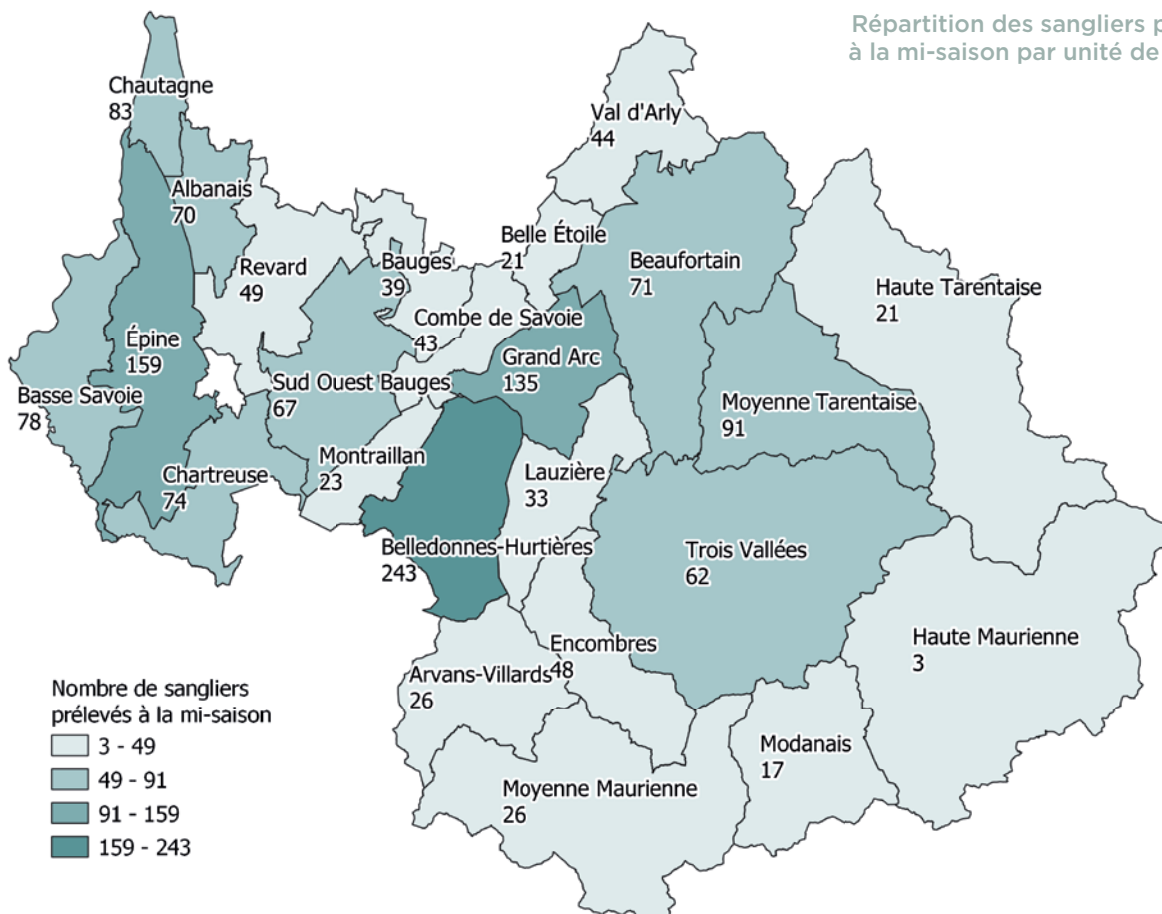 Répartition des sangliers
à la mi-saison par unité de
Chautagne
83
Val d'Arly
44
Albanais
70
Belle Étoile
21
Revard
49
Bauges
39
Beaufortain
71
Haute Tarentaise
21
Combe de Savoie
43
Épine
159
Grand Arc
135
Basse Savoie
78
Sud Ouest Bauges
67
Moyenne Tarentaise
91
Montraillan
23
Chartreuse
74
Lauzière
33
Belledonnes-Hurtières
243
Trois Vallées
62
Encombres
48
Haute Maurienne
3
Arvans-Villards
26
Modanais
17
Moyenne Maurienne
26
Nombre de sangliers
prélevés à la mi-saison
3 - 49
49 - 91
91 - 159
159 - 243